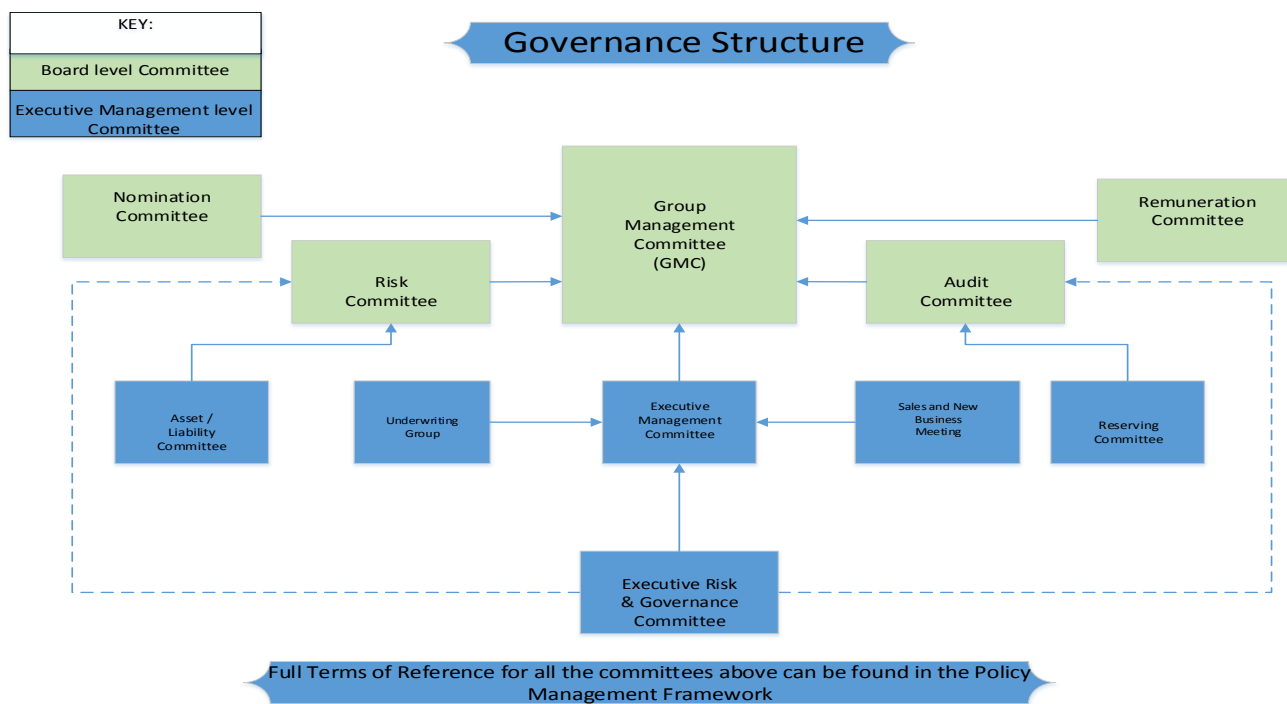 KEY:
Board level Committee
Executive Management level
Committee
Governance Structure
Nomination
Committee
Group
Management
Committee
(GMC)
Remuneration
Committee
Risk
Committee
Audit
Committee
Asset /
Liability
Committee
Underwriting
Group
Executive
Management
Committee
Sales and New
Business
Meeting
Reserving
Committee
Executive Risk
& Governance
Committee
Full Terms of Reference for all the committees above can be found in the Policy
Management Framework